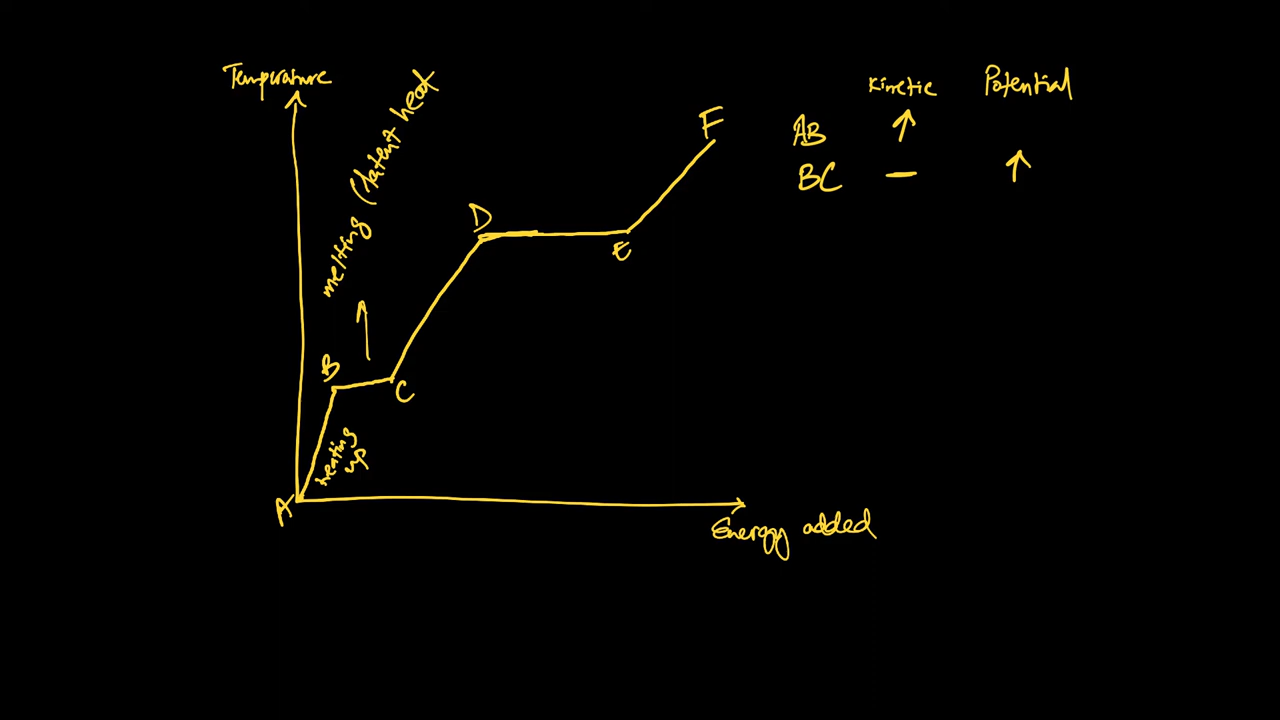 Temperature
melting (latent heat
Kinetic Potential
AB ↑
BC — ↑
F
D
E
B
C
heating
up
A
Energy added